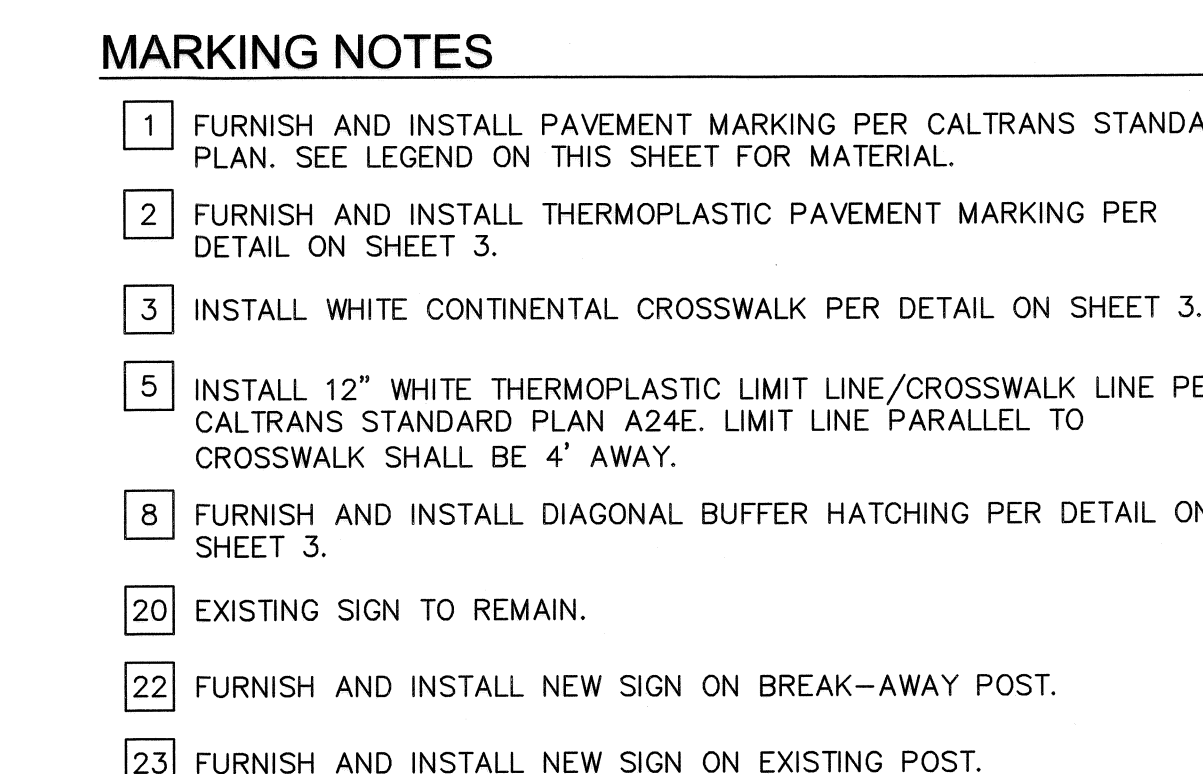 MARKING NOTES
1 FURNISH AND INSTALL PAVEMENT MARKING PER CALTRANS STANDA
PLAN. SEE LEGEND ON THIS SHEET FOR MATERIAL.
2 FURNISH AND INSTALL THERMOPLASTIC PAVEMENT MARKING PER
DETAIL ON SHEET 3.
3 INSTALL WHITE CONTINENTAL CROSSWALK PER DETAIL ON SHEET 3.
5 INSTALL 12" WHITE THERMOPLASTIC LIMIT LINE/CROSSWALK LINE PE
CALTRANS STANDARD PLAN A24E. LIMIT LINE PARALLEL TO
CROSSWALK SHALL BE 4' AWAY.
8 FURNISH AND INSTALL DIAGONAL BUFFER HATCHING PER DETAIL ON
SHEET 3.
20 EXISTING SIGN TO REMAIN.
22 FURNISH AND INSTALL NEW SIGN ON BREAK–AWAY POST.
23 FURNISH AND INSTALL NEW SIGN ON EXISTING POST.